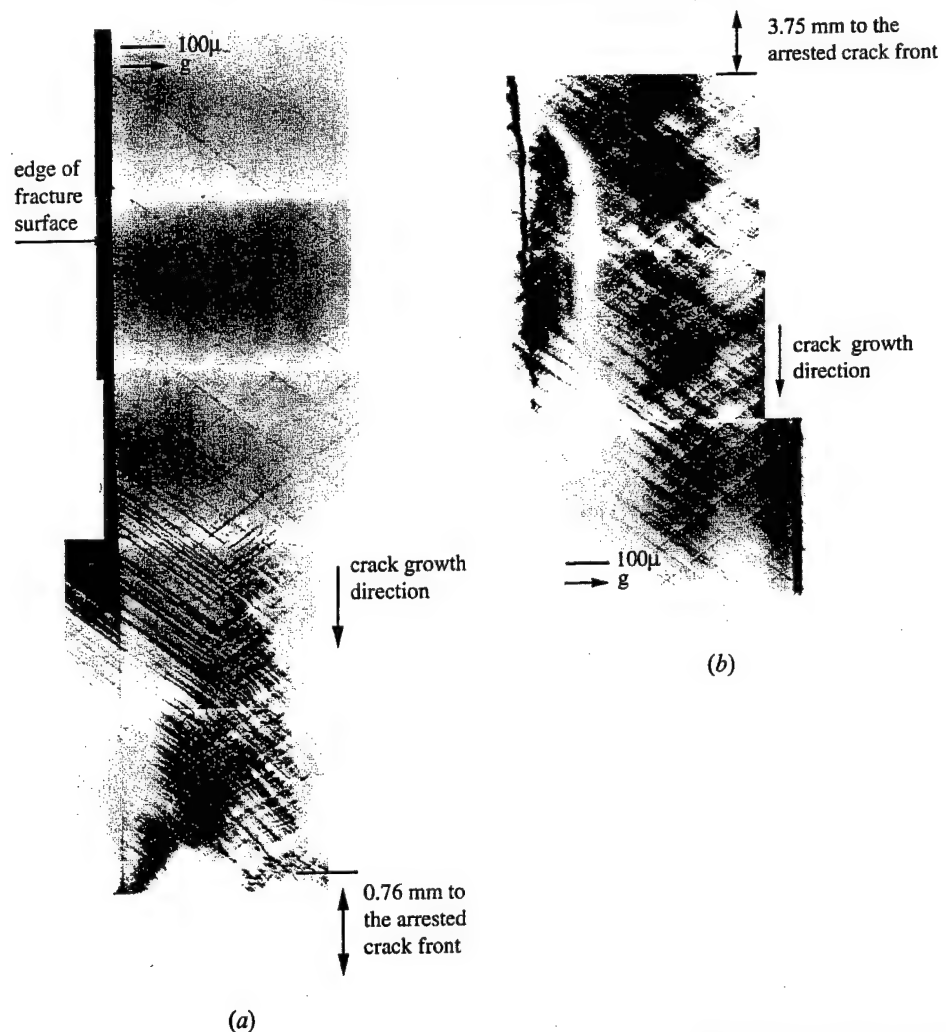 100μ
g
edge of
fracture
surface
crack growth
direction
0.76 mm to
the arrested
crack front
(a)
3.75 mm to the
arrested crack front
crack growth
direction
100μ
g
(b)